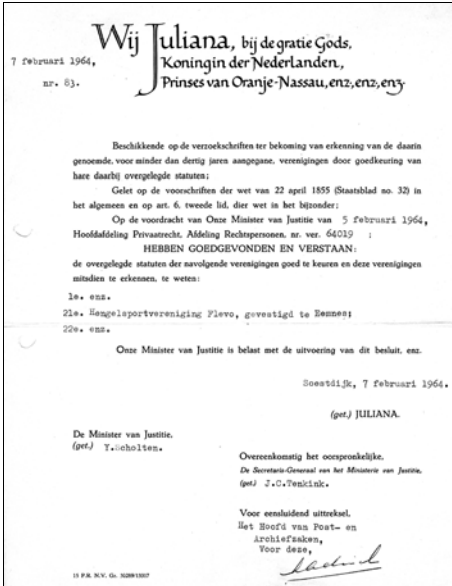 Wij Juliana, bij de gratie Gods,
7 februari 1964,
Koningin der Nederlanden,
nr. 83.
Prinses van Oranje-Nassau, enz., enz., enz.
Beschikkende op de verzoekschriften ter bekoming van erkenning van de daarin
genoemde, voor minder dan dertig jaren aangegane, verenigingen door goedkeuring van
hare daarbij overgelegde statuten;
Gelet op de voorschriften der wet van 22 april 1855 (Staatsblad no. 32) in
het algemeen en op art. 6, tweede lid, dier wet in het bijzonder;
Op de voordracht van Onze Minister van Justitie van 5 februari 1964,
Hoofdafdeling Privaatrecht, Afdeling Rechtspersonen, nr. ver. 64019 ;
HEBBEN GOEDGEVONDEN EN VERSTAAN:
de overgelegde statuten der navolgende verenigingen goed te keuren en deze verenigingen
mitsdien te erkennen, te weten:
1e. enz.
21e. Hengelsportvereniging Flevo, gevestigd te Eemnes;
22e. enz.
Onze Minister van Justitie is belast met de uitvoering van dit besluit, enz.
Soestdijk, 7 februari 1964.
(get.) JULIANA.
De Minister van Justitie,
(get.) Y.Scholten.
Overeenkomstig het oorspronkelijke,
De Secretaris-Generaal van het Ministerie van Justitie,
(get.) J.C.Tenkink.
Voor eensluidend uittreksel,
Het Hoofd van Post- en
Archiefzaken,
Voor deze,
15 P.R. N.V. Go.